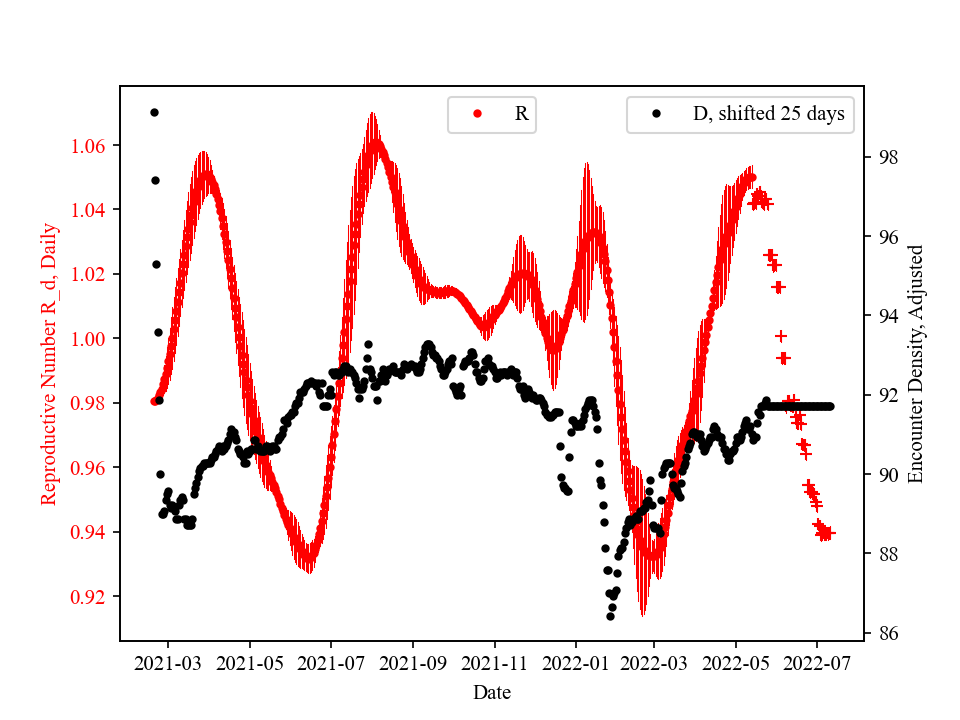 R
D, shifted 25 days
Reproductive Number R_d, Daily
1.06
1.04
1.02
1.00
0.98
0.96
0.94
0.92
98
96
94
92
90
88
86
Encounter Density, Adjusted
2021-03 2021-05 2021-07 2021-09 2021-11 2022-01 2022-03 2022-05 2022-07
Date